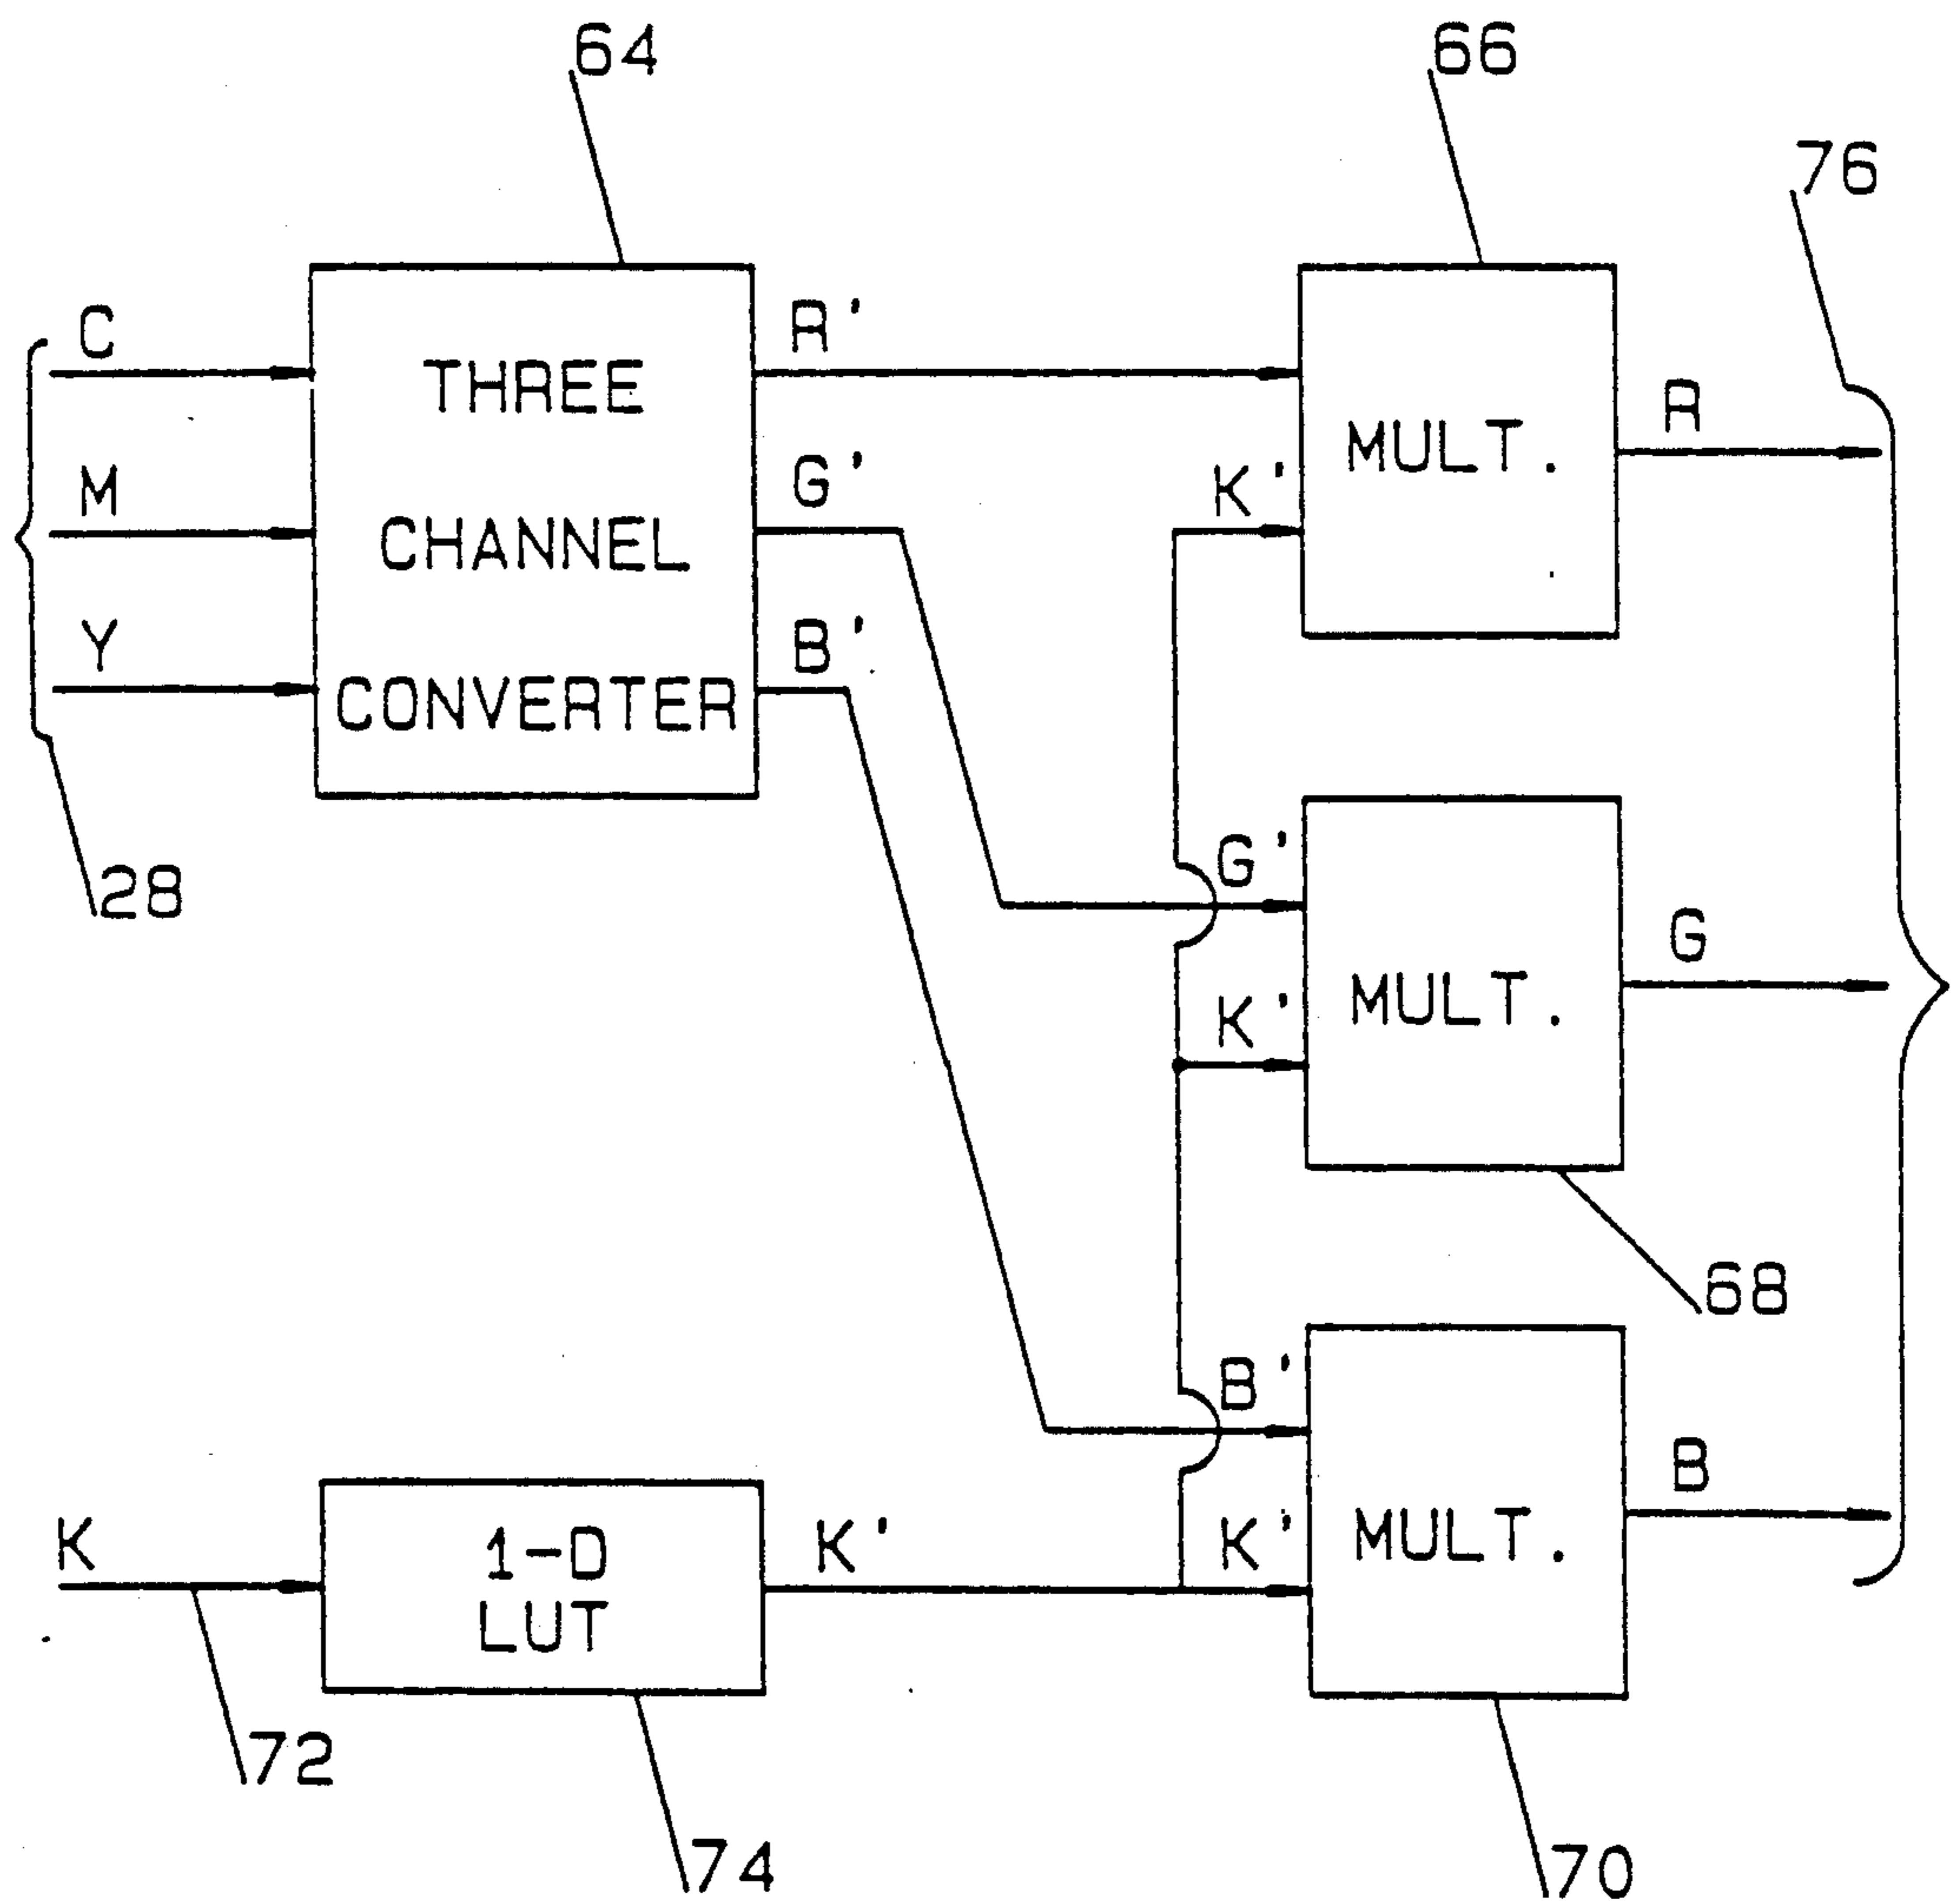 64
66
76
C
M
Y
28
THREE
CHANNEL
CONVERTER
R'
G'
B'
K'
MULT.
R
G'
K'
MULT.
G
68
B'
K'
MULT.
B
70
K
72
1-D
LUT
74
K'